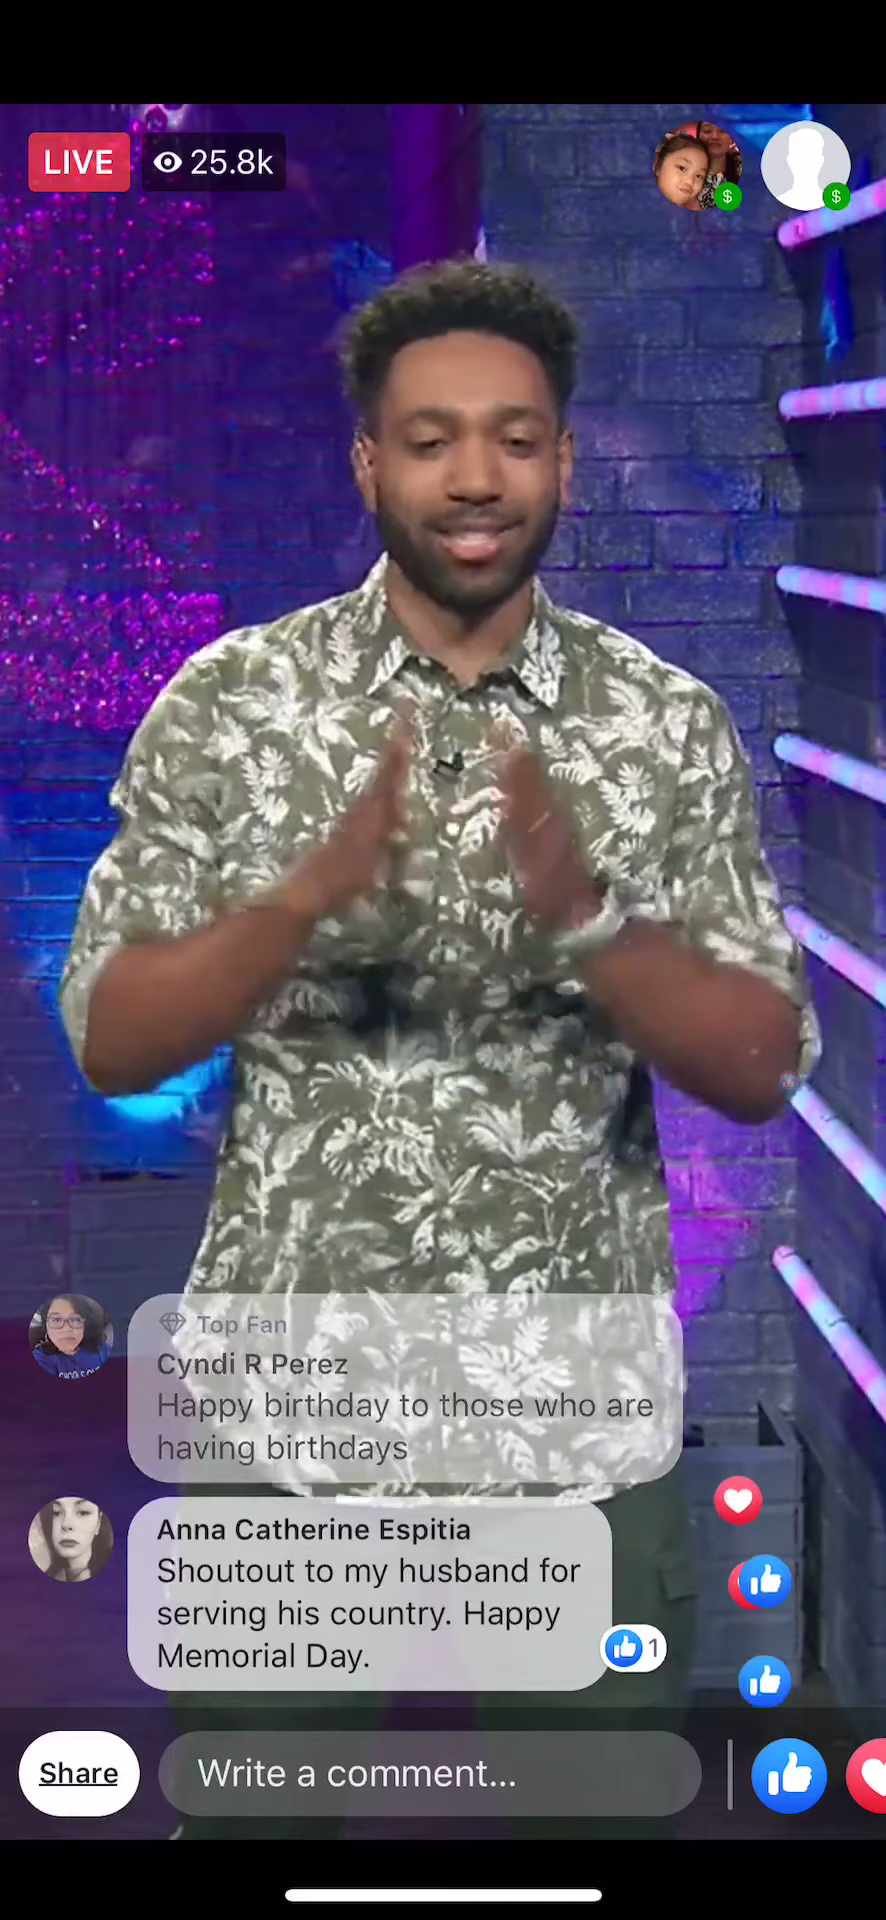 LIVE 25.8k
$ $
Top Fan
Cyndi R Perez
Happy birthday to those who are
having birthdays
Anna Catherine Espitia
Shoutout to my husband for
serving his country. Happy
Memorial Day.
1
Share Write a comment...